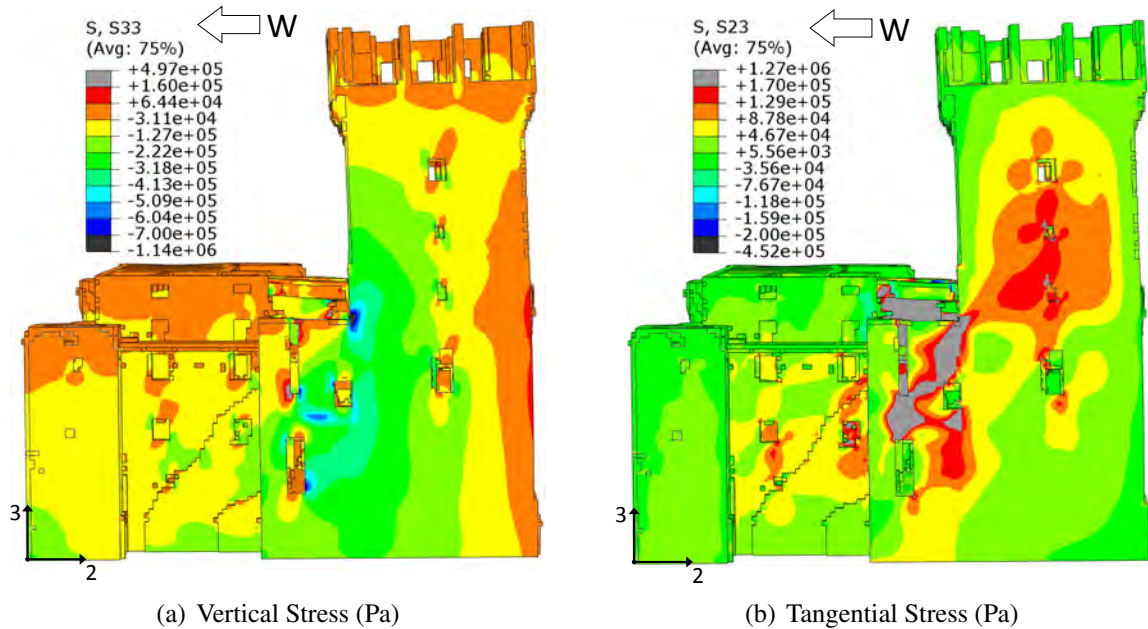 S, S33
(Avg: 75%)
+4.97e+05
+1.60e+05
+6.44e+04
-3.11e+04
-1.27e+05
-2.22e+05
-3.18e+05
-4.13e+05
-5.09e+05
-6.04e+05
-7.00e+05
-1.14e+06
W
3
2
(a) Vertical Stress (Pa)
S, S23
(Avg: 75%)
+1.27e+06
+1.70e+05
+1.29e+05
+8.78e+04
+4.67e+04
+5.56e+03
-3.56e+04
-7.67e+04
-1.18e+05
-1.59e+05
-2.00e+05
-4.52e+05
W
3
2
(b) Tangential Stress (Pa)